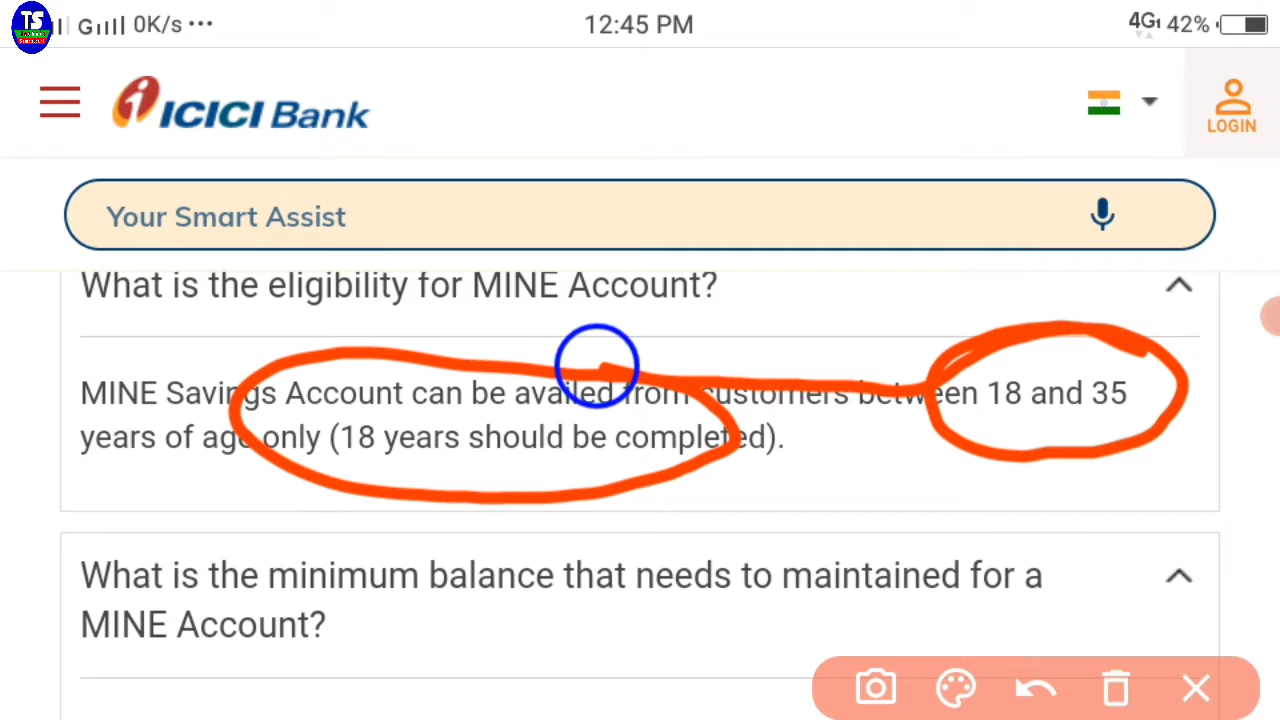 TS
0K/s ...
12:45 PM
4G
42%
ICICI Bank
LOGIN
Your Smart Assist
What is the eligibility for MINE Account?
MINE Savings Account can be availed from customers between 18 and 35
years of age only (18 years should be completed).
What is the minimum balance that needs to maintained for a
MINE Account?